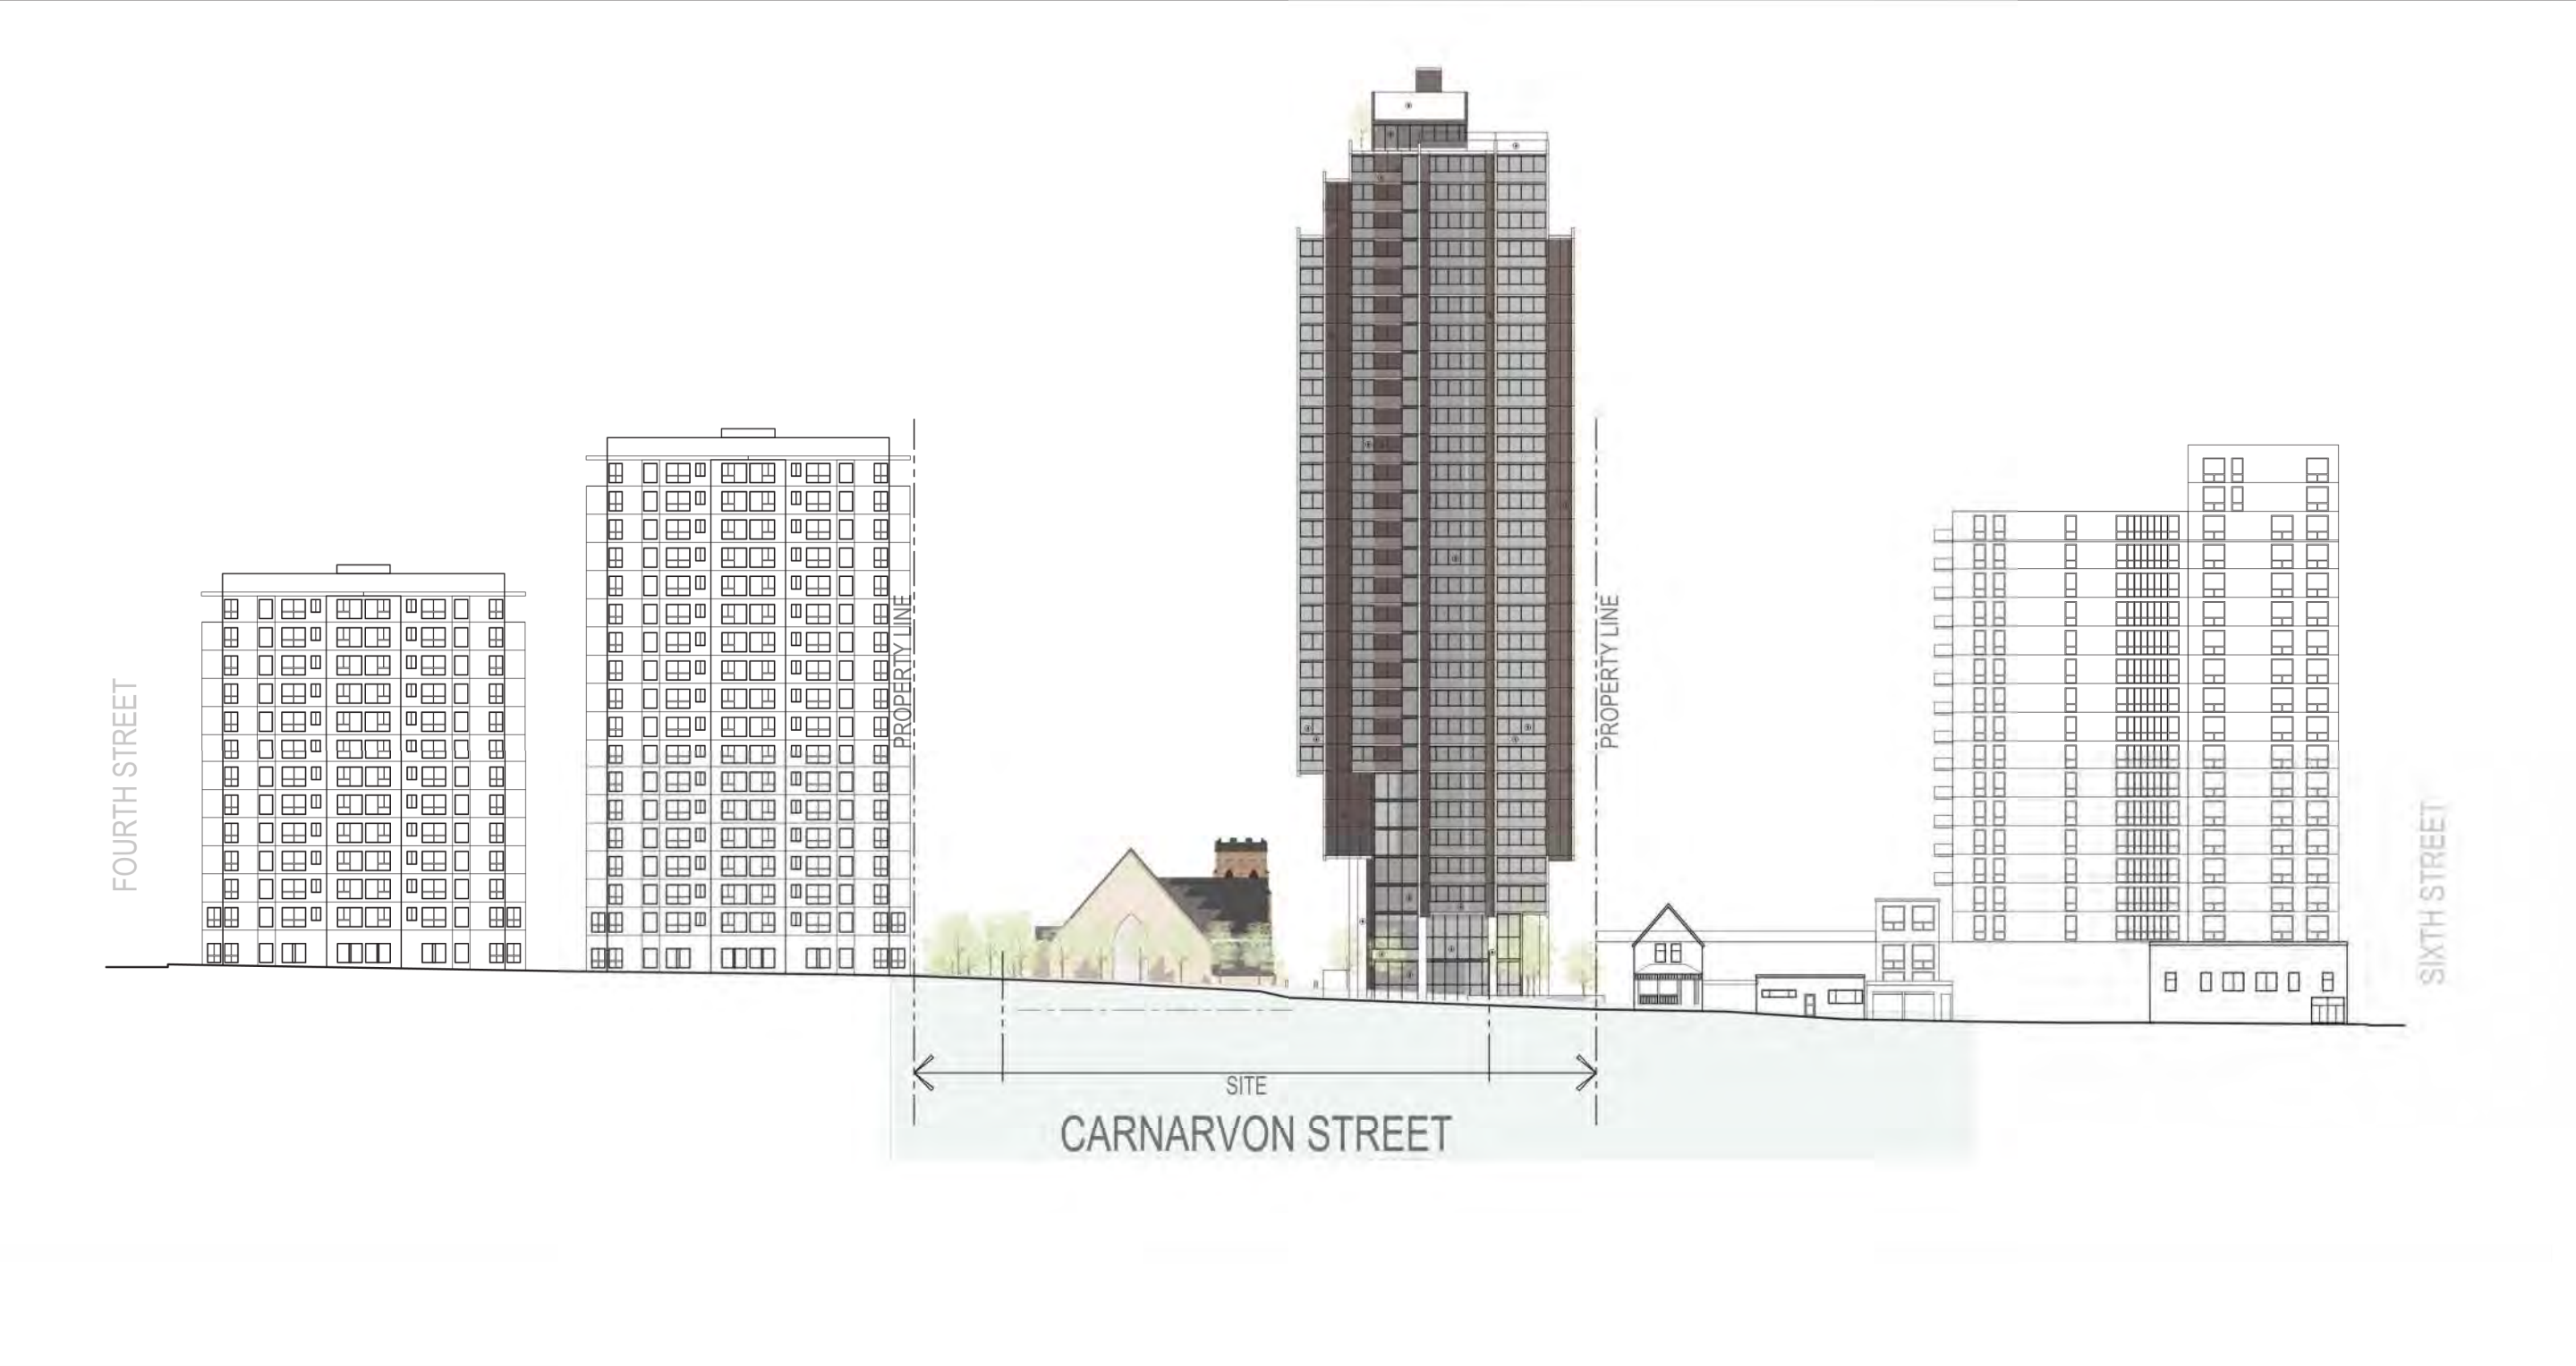 FOURTH STREET
PROPERTY LINE
PROPERTY LINE
SIXTH STREET
SITE
CARNARVON STREET